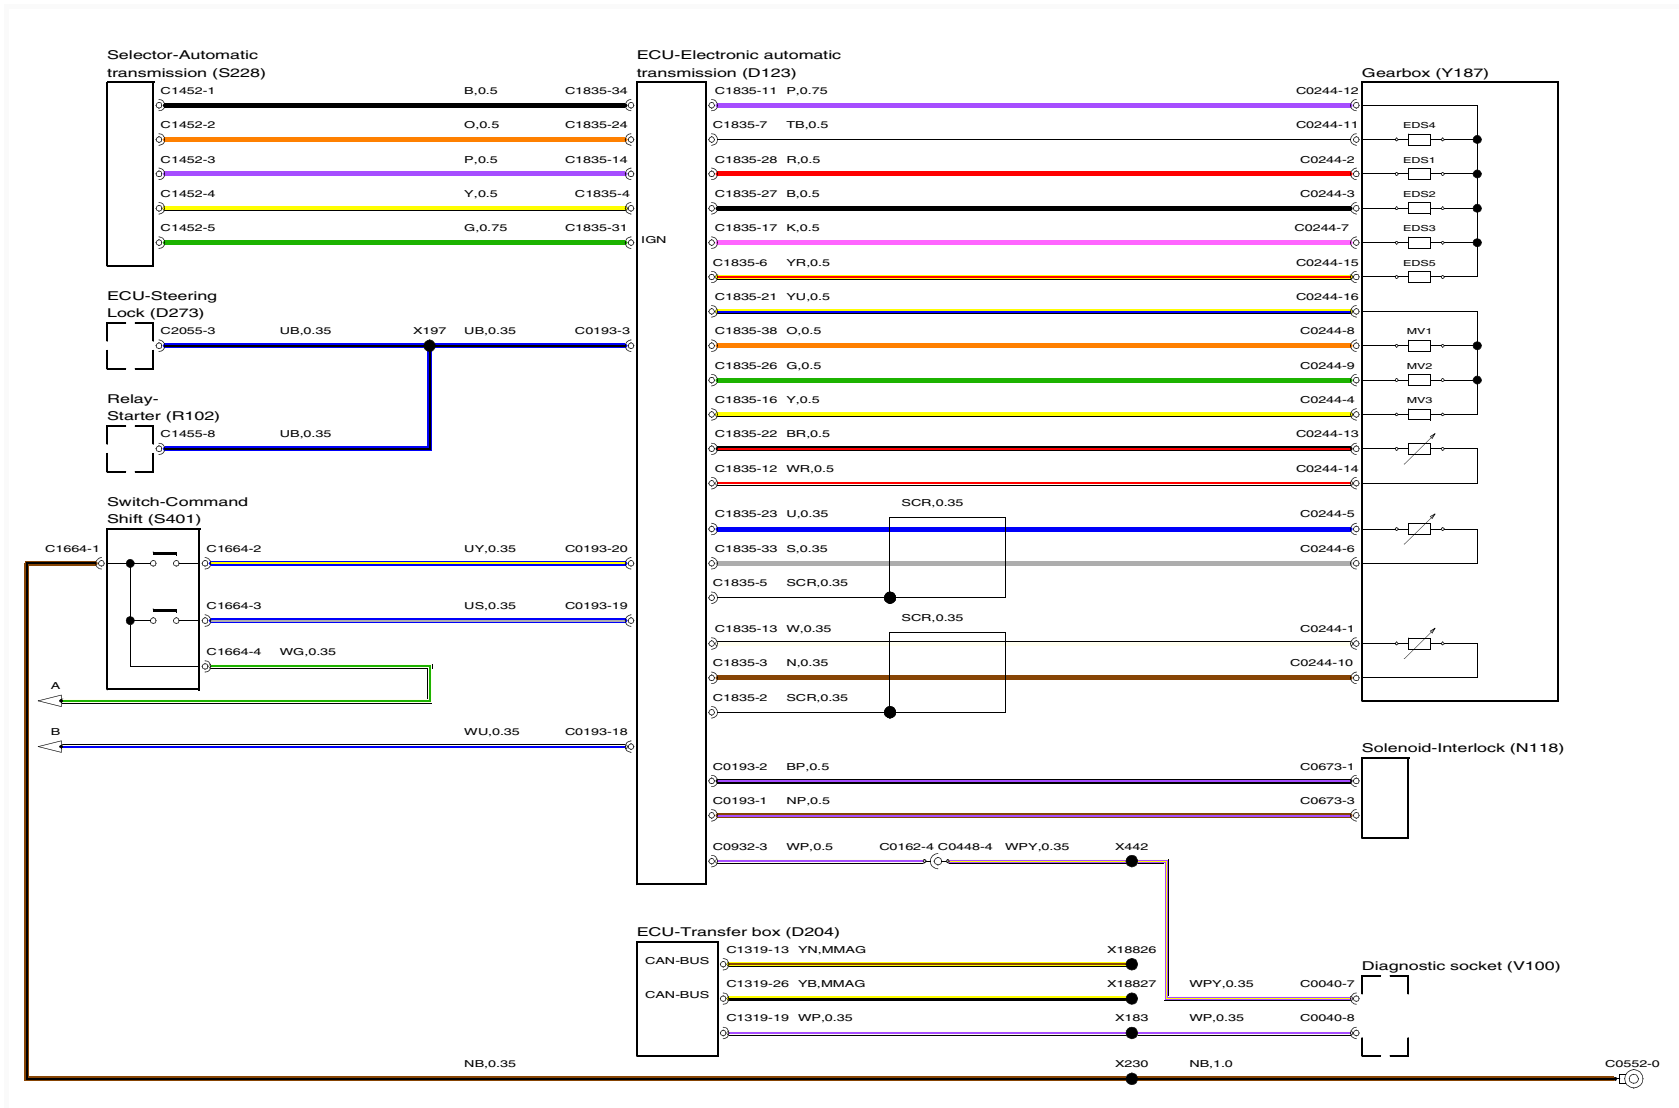 Selector-Automatic
transmission (S228)
C1452-1 B,0.5 C1835-34
C1452-2 O,0.5 C1835-24
C1452-3 P,0.5 C1835-14
C1452-4 Y,0.5 C1835-4
C1452-5 G,0.75 C1835-31
ECU-Steering
Lock (D273)
C2055-3 UB,0.35 X197 UB,0.35 C0193-3
Relay-
Starter (R102)
C1455-8 UB,0.35
Switch-Command
Shift (S401)
C1664-1 C1664-2 UY,0.35 C0193-20
C1664-3 US,0.35 C0193-19
C1664-4 WG,0.35
A
B WU,0.35 C0193-18
ECU-Electronic automatic
transmission (D123)
IGN
Gearbox (Y187)
C1835-11 P,0.75 C0244-12
C1835-7 TB,0.5 C0244-11 EDS4
C1835-28 R,0.5 C0244-2 EDS1
C1835-27 B,0.5 C0244-3 EDS2
C1835-17 K,0.5 C0244-7 EDS3
C1835-6 YR,0.5 C0244-15 EDS5
C1835-21 YU,0.5 C0244-16
C1835-38 O,0.5 C0244-8 MV1
C1835-26 G,0.5 C0244-9 MV2
C1835-16 Y,0.5 C0244-4 MV3
C1835-22 BR,0.5 C0244-13
C1835-12 WR,0.5 C0244-14
SCR,0.35
C1835-23 U,0.35 C0244-5
C1835-33 S,0.35 C0244-6
C1835-5 SCR,0.35
SCR,0.35
C1835-13 W,0.35 C0244-1
C1835-3 N,0.35 C0244-10
C1835-2 SCR,0.35
Solenoid-Interlock (N118)
C0193-2 BP,0.5 C0673-1
C0193-1 NP,0.5 C0673-3
C0932-3 WP,0.5 C0162-4 C0448-4 WPY,0.35 X442
ECU-Transfer box (D204)
CAN-BUS C1319-13 YN,MMAG X18826
Diagnostic socket (V100)
CAN-BUS C1319-26 YB,MMAG X18827 WPY,0.35 C0040-7
C1319-19 WP,0.35 X183 WP,0.35 C0040-8
NB,0.35 X230 NB,1.0 C0552-0